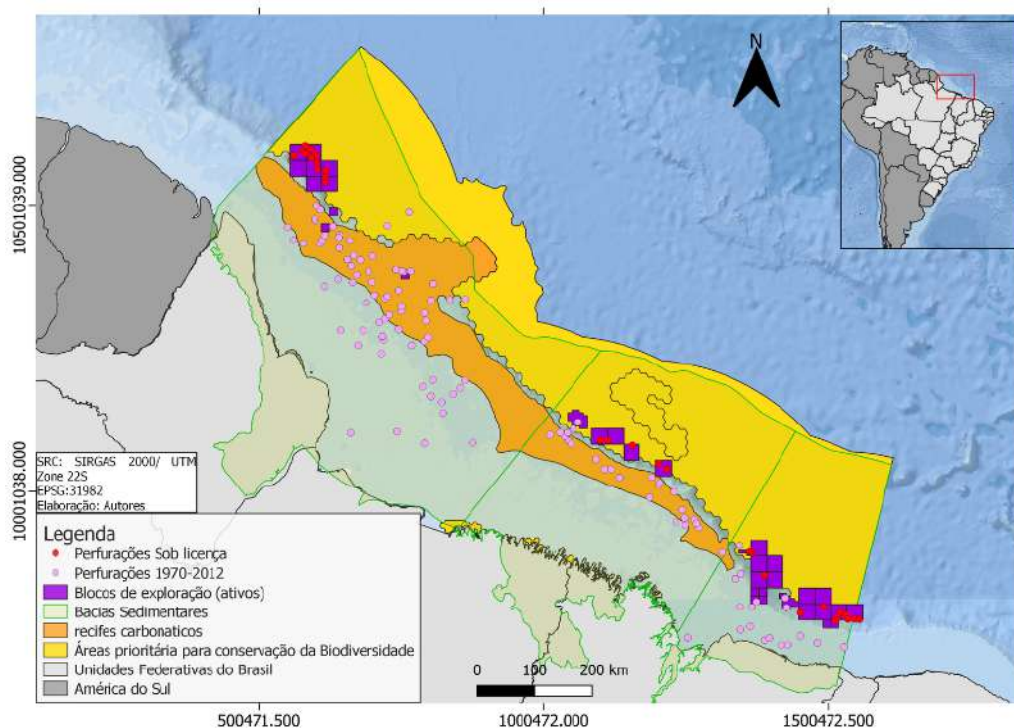 N
10501039.000
10001038.000
SRC: SIRGAS 2000/ UTM
Zone 22S
EPSG:31982
Elaboração: Autores
Legenda
Perfurações Sob licença
Perfurações 1970-2012
Blocos de exploração (ativos)
Bacias Sedimentares
recifes carbonaticos
Áreas prioritária para conservação da Biodiversidade
Unidades Federativas do Brasil
América do Sul
0 100 200 km
500471.500 1000472.000 1500472.500